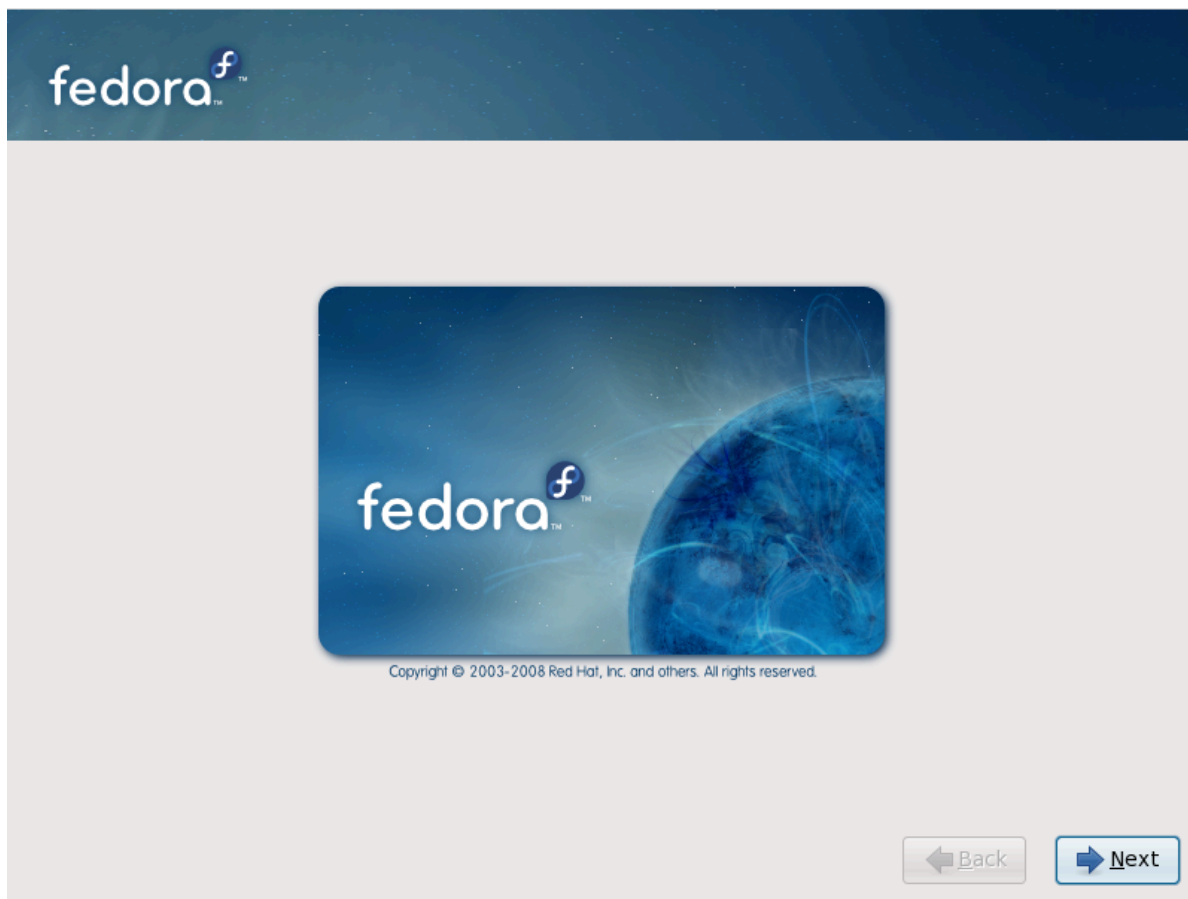 fedora™
fedora™
Copyright © 2003-2008 Red Hat, Inc. and others. All rights reserved.
Back
Next